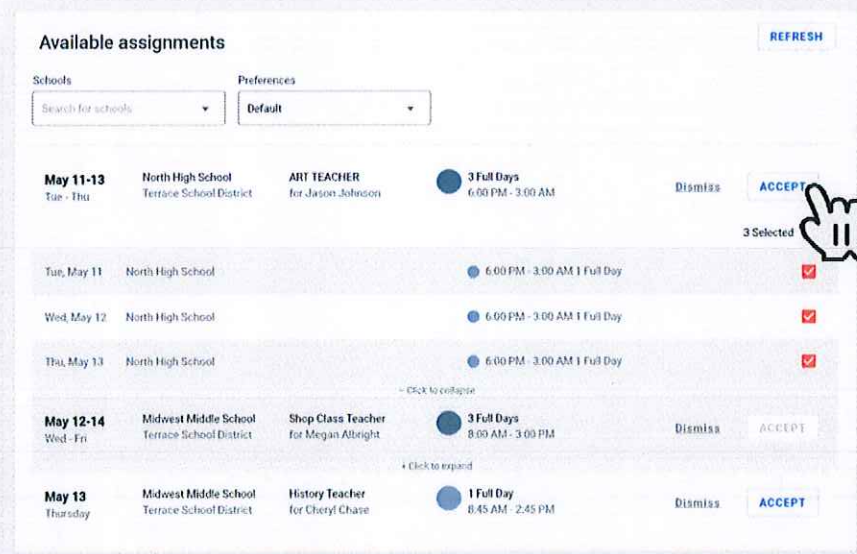 Available assignments
REFRESH
Schools
Preferences
Search for schools
Default
May 11-13 North High School ART TEACHER 3 Full Days
Tue - Thu Terrace School District for Jason Johnson 6:00 PM - 3:00 AM Dismiss ACCEPT
3 Selected
Tue, May 11 North High School 6:00 PM - 3:00 AM 1 Full Day
Wed, May 12 North High School 6:00 PM - 3:00 AM 1 Full Day
Thu, May 13 North High School 6:00 PM - 3:00 AM 1 Full Day
- Click to collapse
May 12-14 Midwest Middle School Shop Class Teacher 3 Full Days
Wed - Fri Terrace School District for Megan Albright 8:00 AM - 3:00 PM Dismiss ACCEPT
+ Click to expand
May 13 Midwest Middle School History Teacher 1 Full Day
Thursday Terrace School District for Cheryl Chase 8:45 AM - 2:45 PM Dismiss ACCEPT